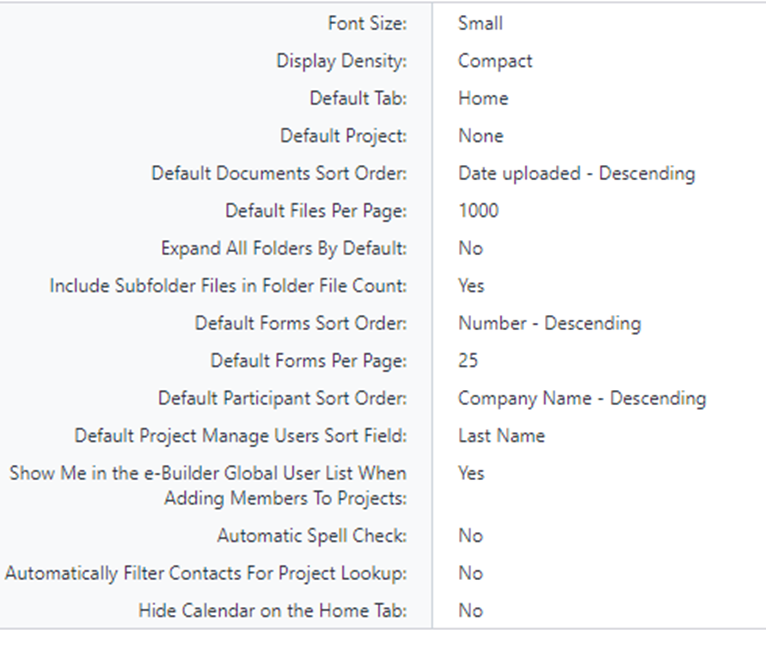 Font Size: Small
Display Density: Compact
Default Tab: Home
Default Project: None
Default Documents Sort Order: Date uploaded - Descending
Default Files Per Page: 1000
Expand All Folders By Default: No
Include Subfolder Files in Folder File Count: Yes
Default Forms Sort Order: Number - Descending
Default Forms Per Page: 25
Default Participant Sort Order: Company Name - Descending
Default Project Manage Users Sort Field: Last Name
Show Me in the e-Builder Global User List When Yes
Adding Members To Projects:
Automatic Spell Check: No
Automatically Filter Contacts For Project Lookup: No
Hide Calendar on the Home Tab: No